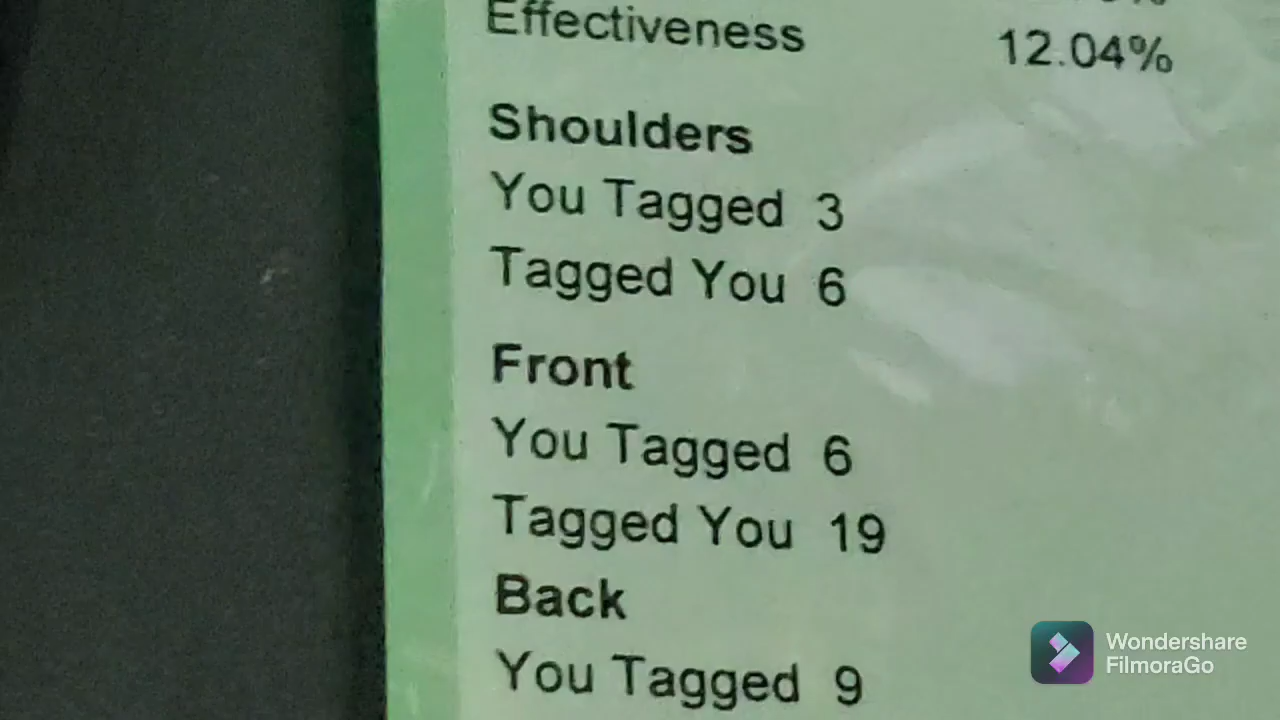 Effectiveness 12.04%
Shoulders
You Tagged 3
Tagged You 6
Front
You Tagged 6
Tagged You 19
Back
You Tagged 9
Wondershare
FilmoraGo